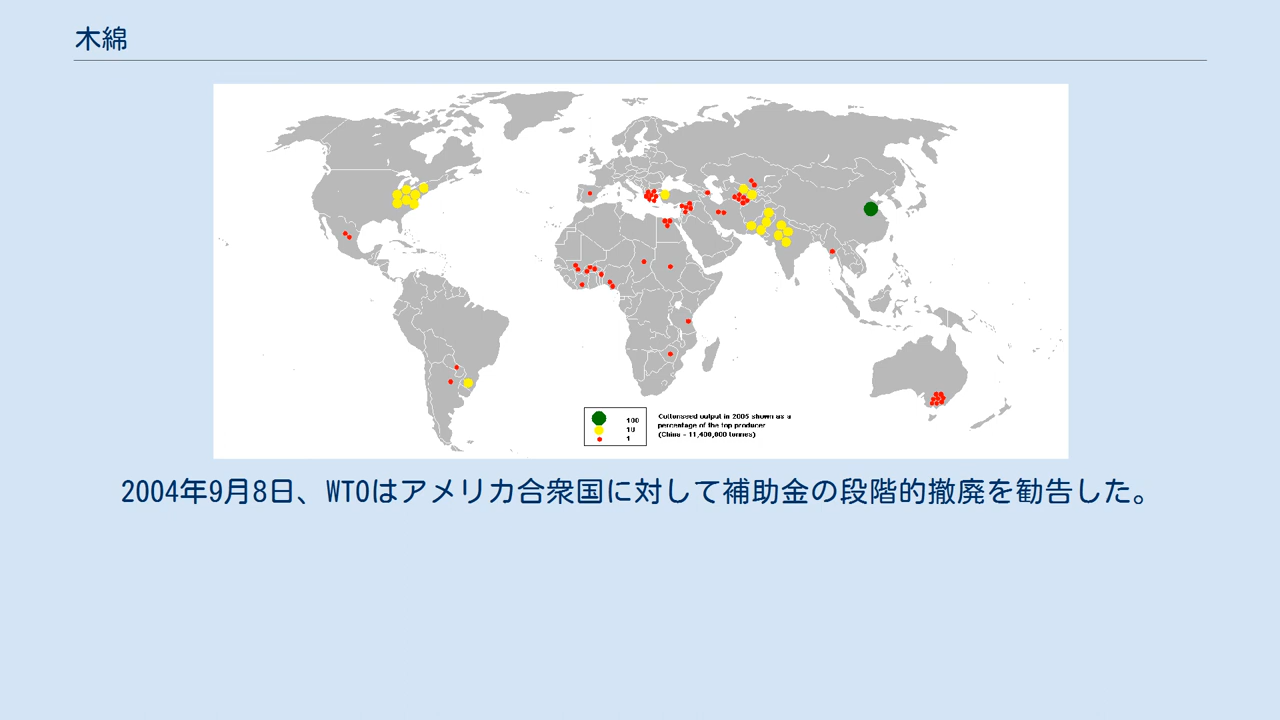 木綿
100
10
1
Cottonseed output in 2005 shown as a
percentage of the top producer
(China - 11,400,000 tonnes)
2004年9月8日、WTOはアメリカ合衆国に対して補助金の段階的撤廃を勧告した。